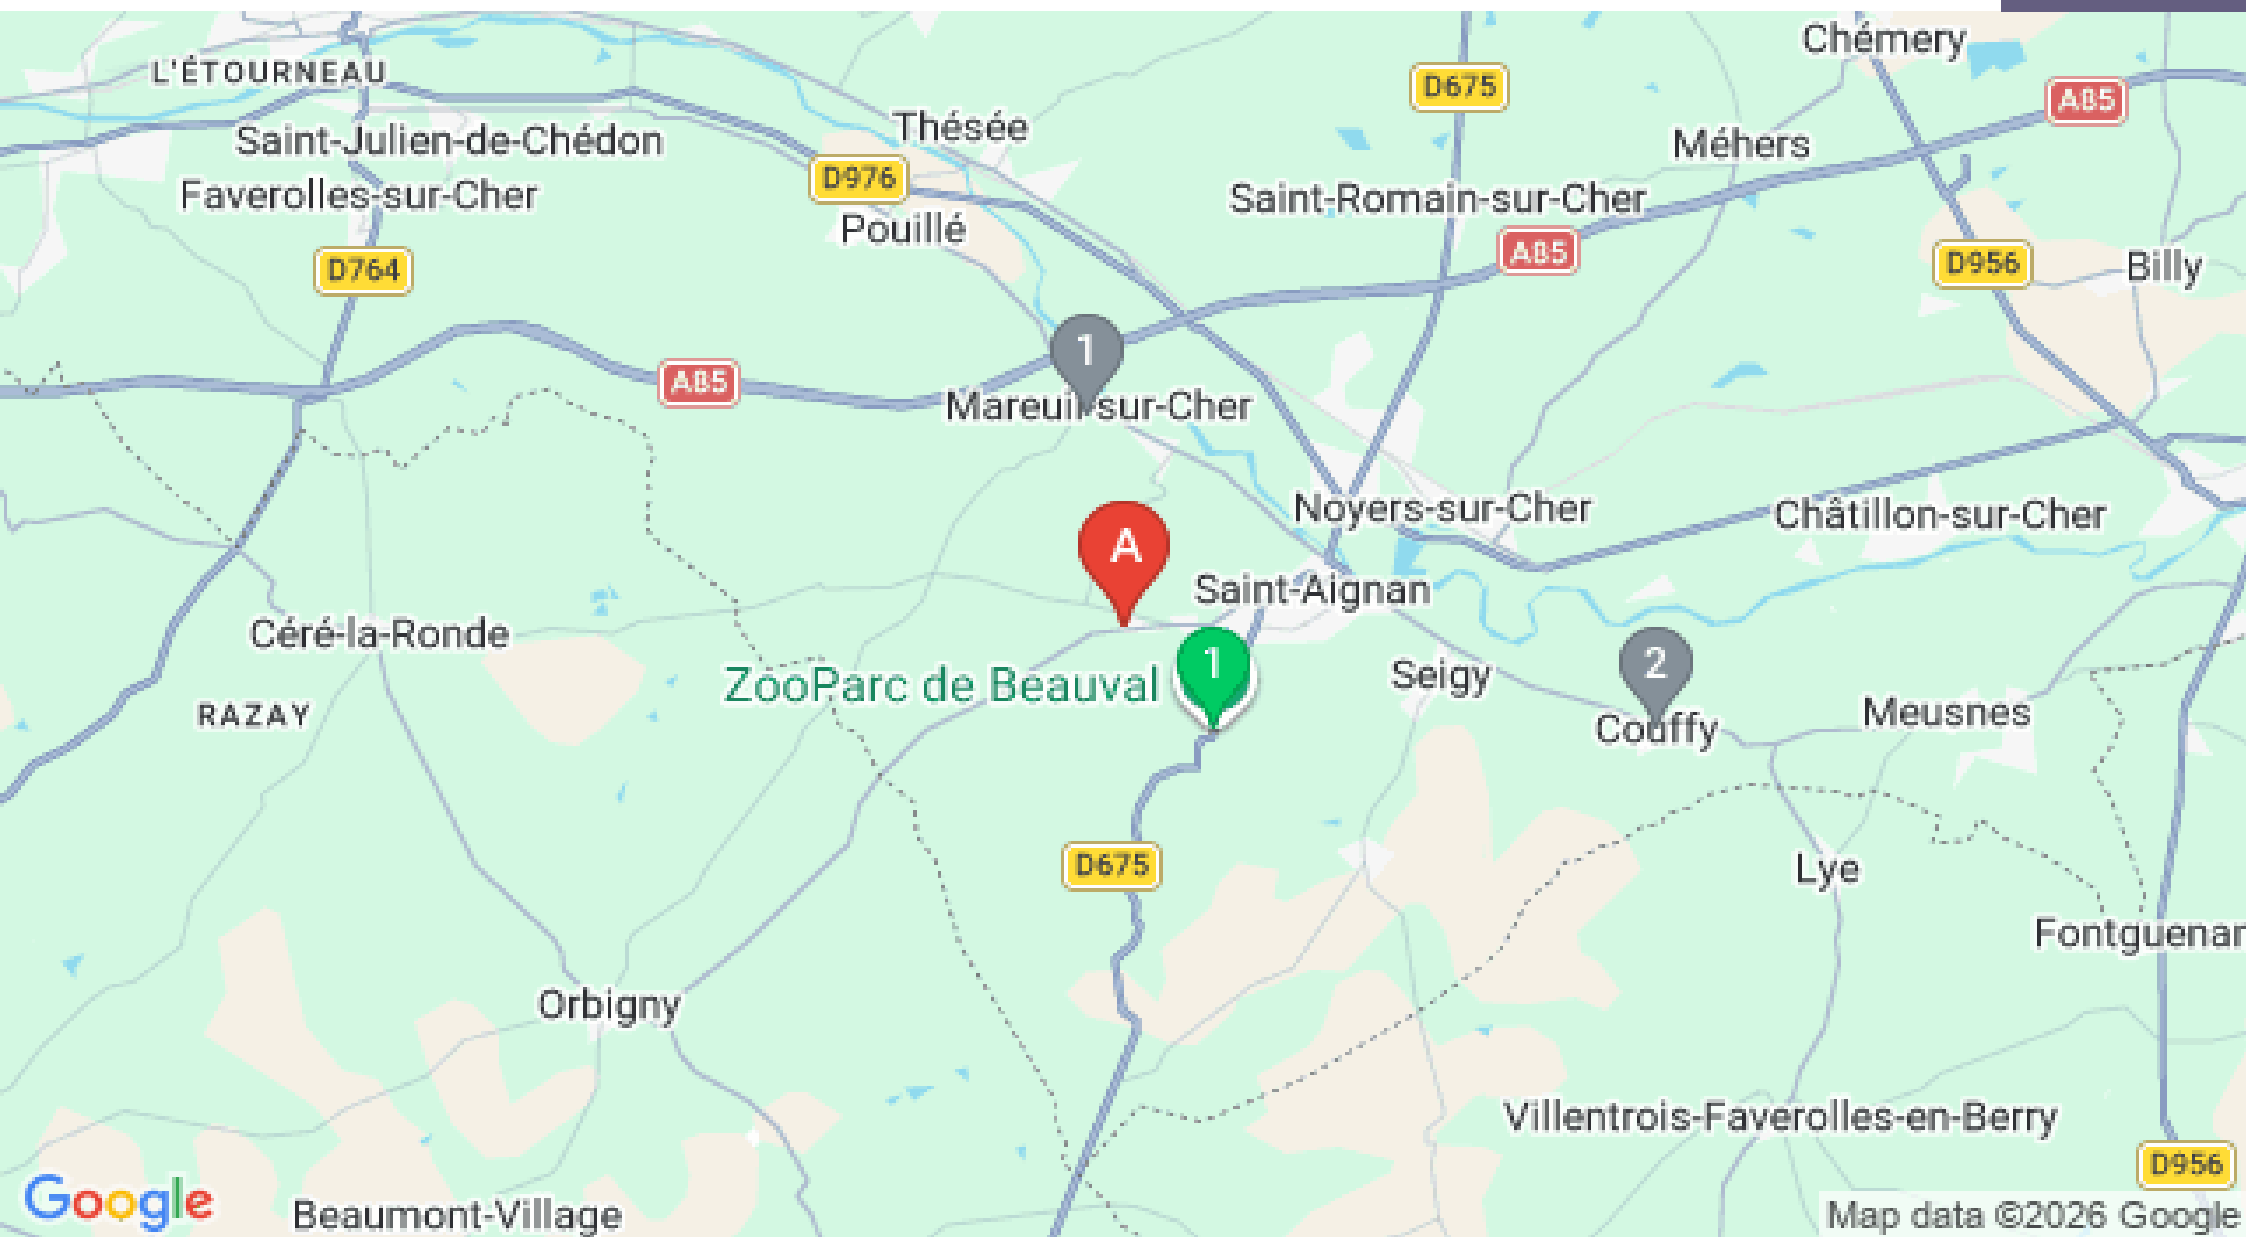 Chémery
L'ÉTOURNEAU
D675
A85
Thésée
Saint-Julien-de-Chédon
Méhers
D976
Faverolles-sur-Cher
Saint-Romain-sur-Cher
Pouillé
A85
D764
D956
Billy
1
A85
Mareuil-sur-Cher
Noyers-sur-Cher
Châtillon-sur-Cher
A
Saint-Aignan
Céré-la-Ronde
1
2
ZooParc de Beauval
Seigy
RAZAY
Meusnes
Couffy
D675
Lye
Fontguenar
Orbigny
Villentrois-Faverolles-en-Berry
D956
Google
Beaumont-Village
Map data ©2026 Google